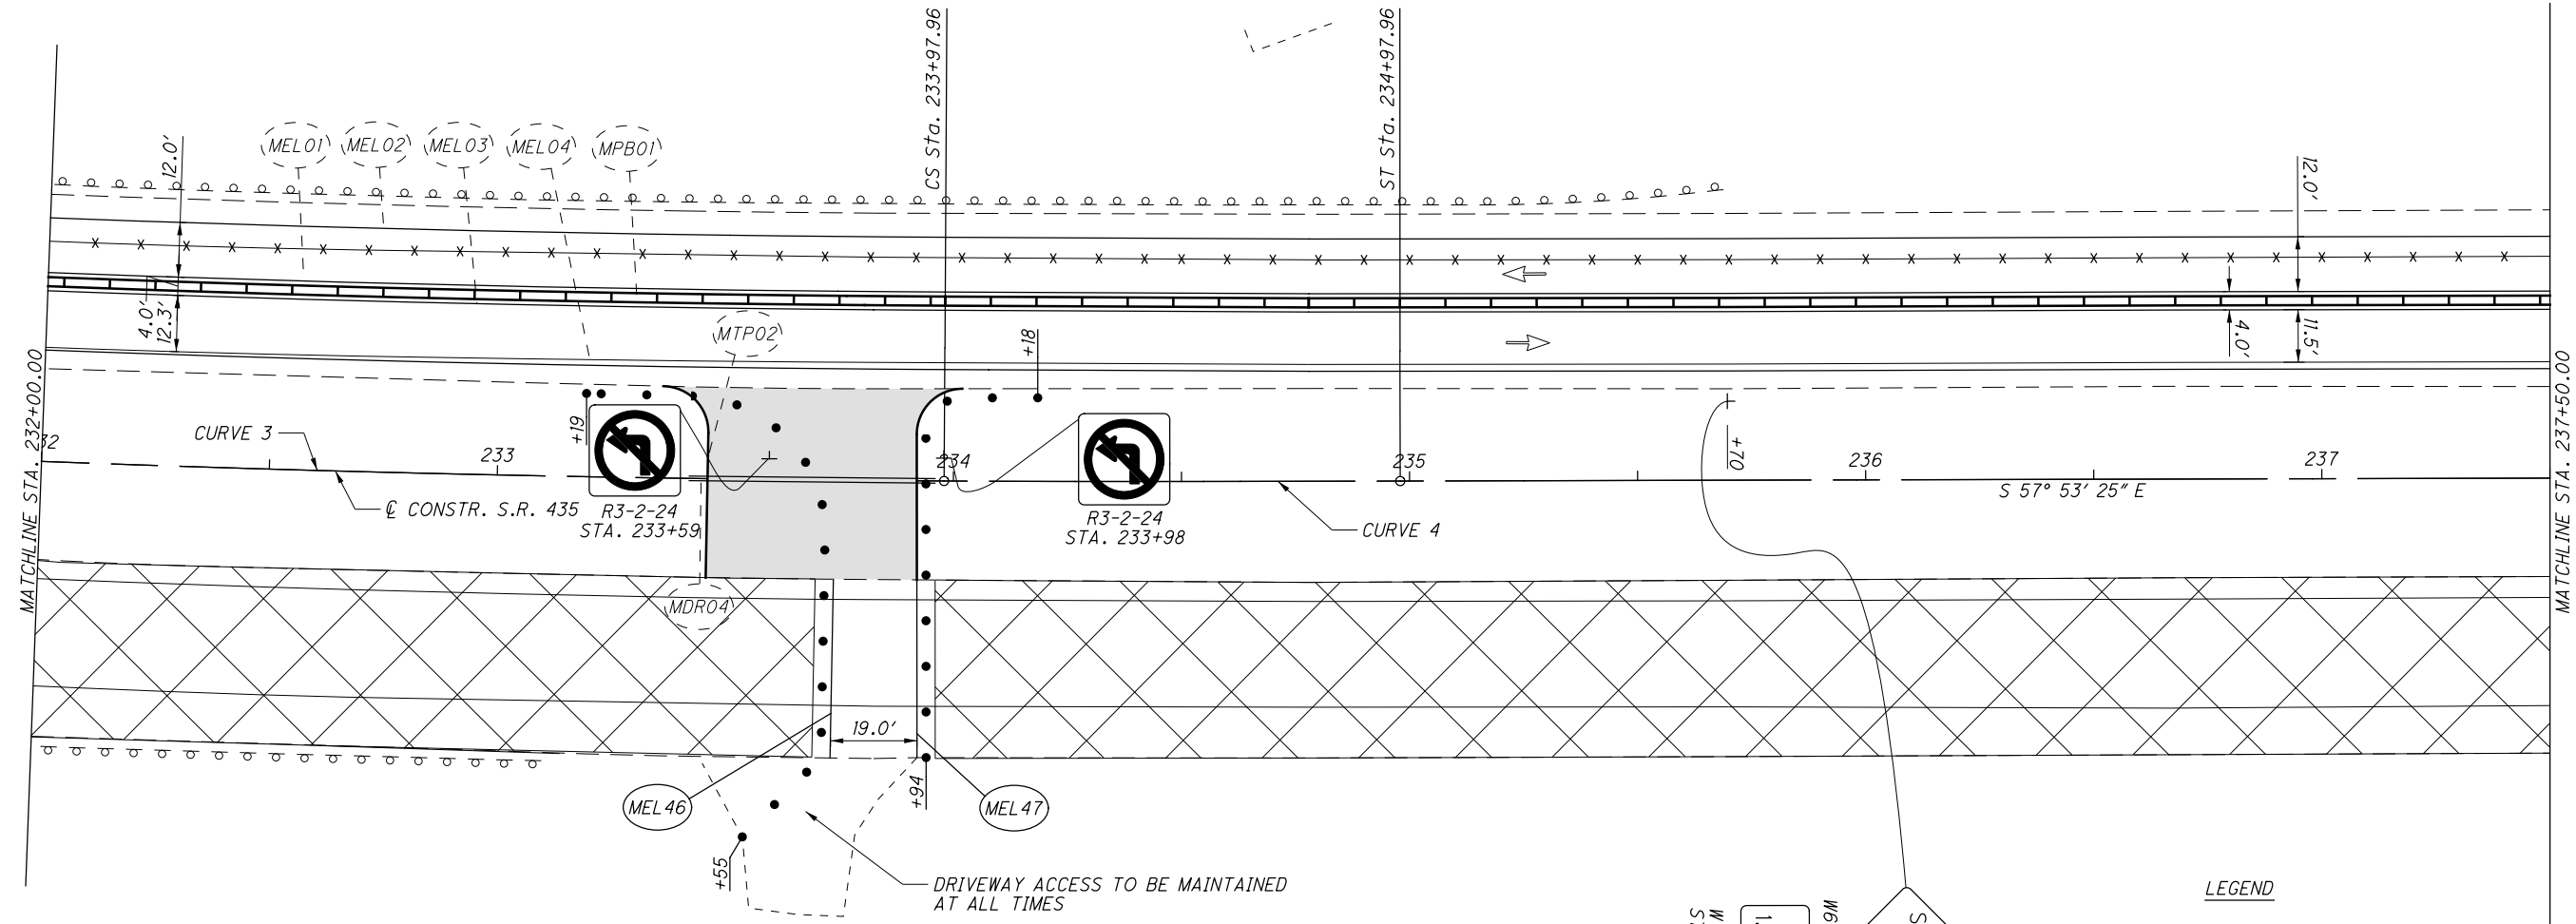 CS Sta. 233+97.96
ST Sta. 234+97.96
12.0'
MEL01
MEL02
MEL03
MEL04
MPB01
12.0'
4.0'
12.3'
MTP02
+18
4.0'
11.5'
MATCHLINE STA. 232+00.00
MATCHLINE STA. 237+50.00
+19
CURVE 3
32
233
234
235
236
237
+70
S 57° 53' 25" E
℄ CONSTR. S.R. 435
R3-2-24
STA. 233+59
R3-2-24
STA. 233+98
CURVE 4
MDR04
19.0'
MEL46
MEL47
+94
+55
DRIVEWAY ACCESS TO BE MAINTAINED
AT ALL TIMES
LEGEND
W6